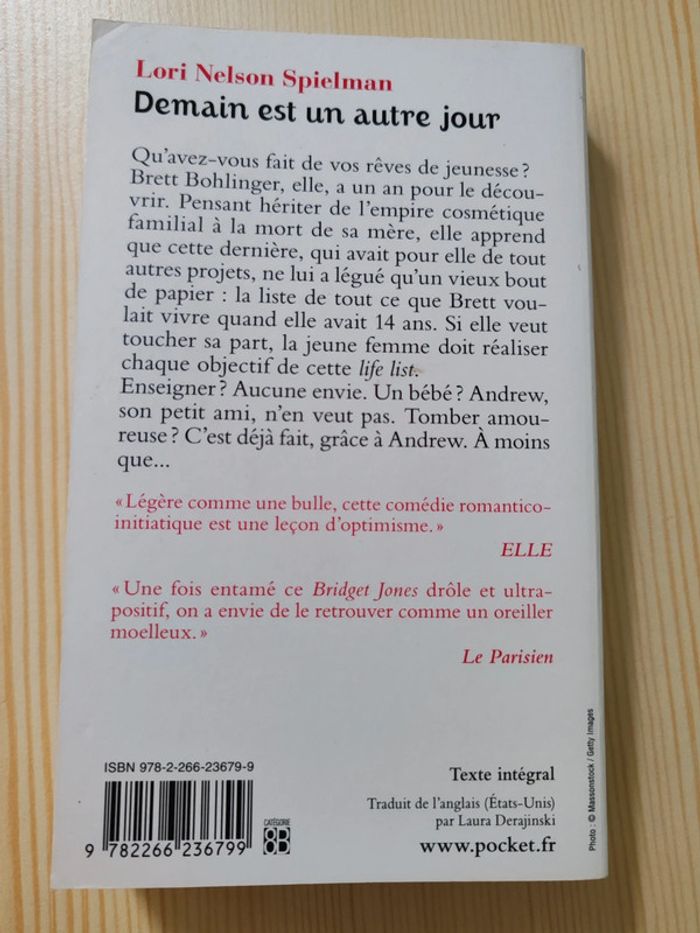 Lori Nelson Spielman
Demain est un autre jour
Qu'avez-vous fait de vos rêves de jeunesse ?
Brett Bohlinger, elle, a un an pour le décou-
vrir. Pensant hériter de l'empire cosmétique
familial à la mort de sa mère, elle apprend
que cette dernière, qui avait pour elle de tout
autres projets, ne lui a légué qu'un vieux bout
de papier : la liste de tout ce que Brett vou-
lait vivre quand elle avait 14 ans. Si elle veut
toucher sa part, la jeune femme doit réaliser
chaque objectif de cette life list.
Enseigner ? Aucune envie. Un bébé ? Andrew,
son petit ami, n'en veut pas. Tomber amou-
reuse ? C'est déjà fait, grâce à Andrew. À moins
que...
« Légère comme une bulle, cette comédie romantico-
initiatique est une leçon d'optimisme. »
ELLE
« Une fois entamé ce Bridget Jones drôle et ultra-
positif, on a envie de le retrouver comme un oreiller
moelleux. »
Le Parisien
ISBN 978-2-266-23679-9
9 782266 236799
CATÉGORIE
Texte intégral
Traduit de l'anglais (États-Unis)
par Laura Derajinski
www.pocket.fr
Photo : © Massonstock / Getty Images